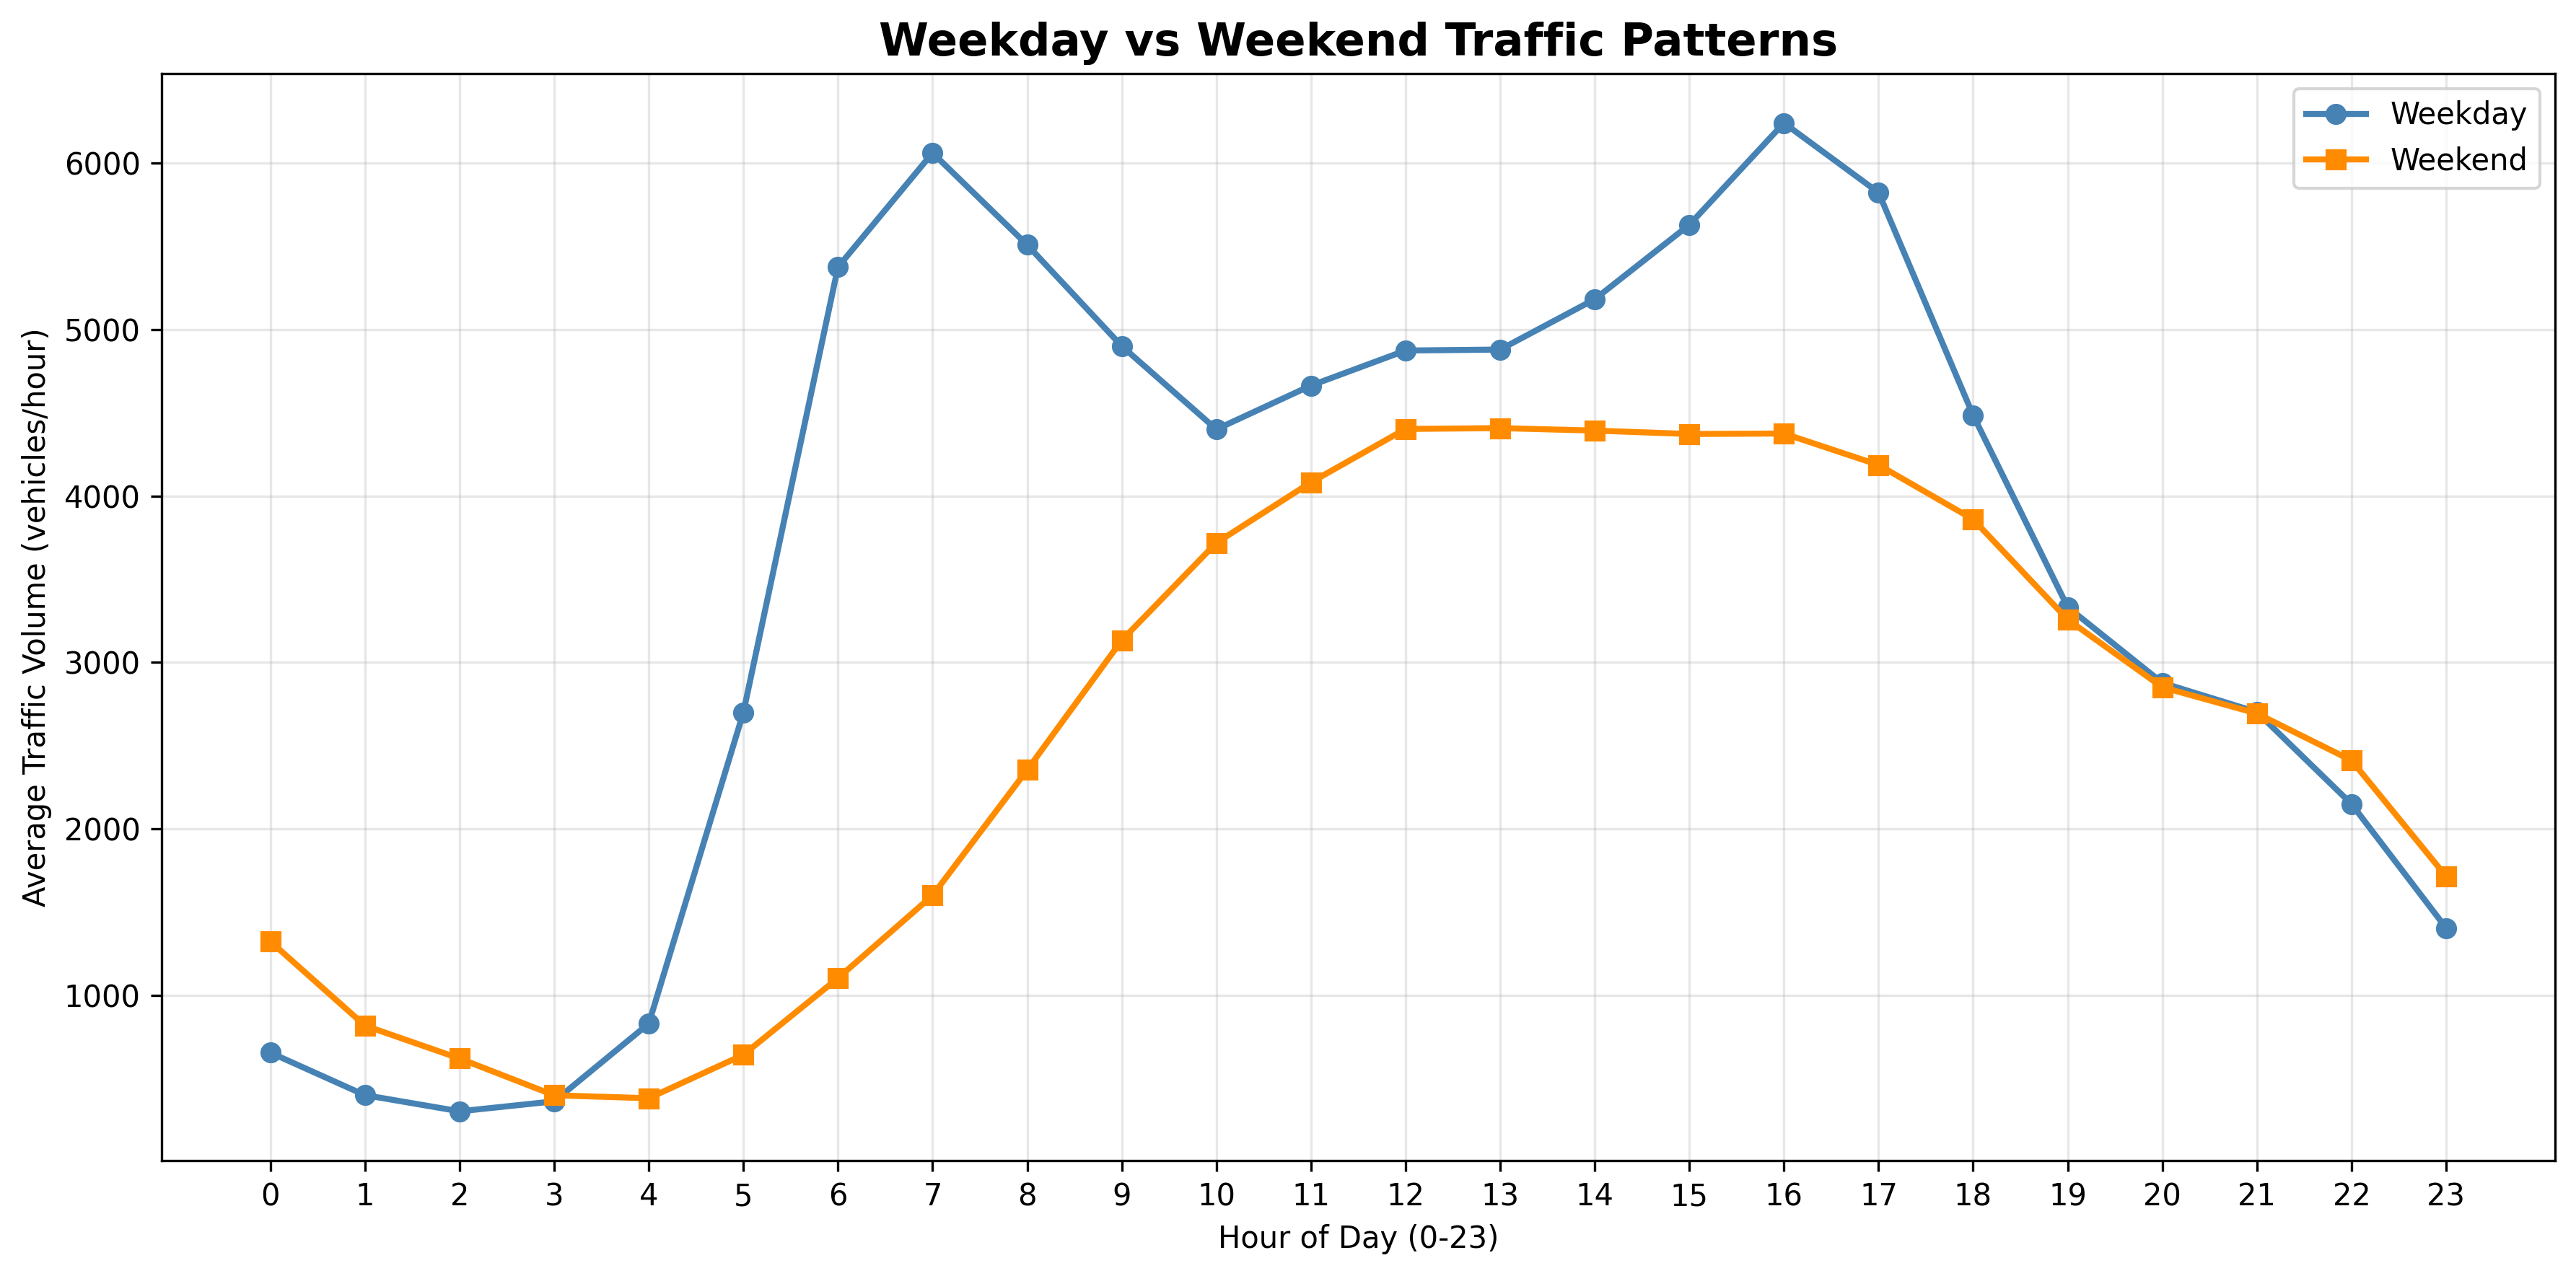 Weekday vs Weekend Traffic Patterns
Weekday
Weekend
Average Traffic Volume (vehicles/hour)
6000
5000
4000
3000
2000
1000
0 1 2 3 4 5 6 7 8 9 10 11 12 13 14 15 16 17 18 19 20 21 22 23
Hour of Day (0-23)